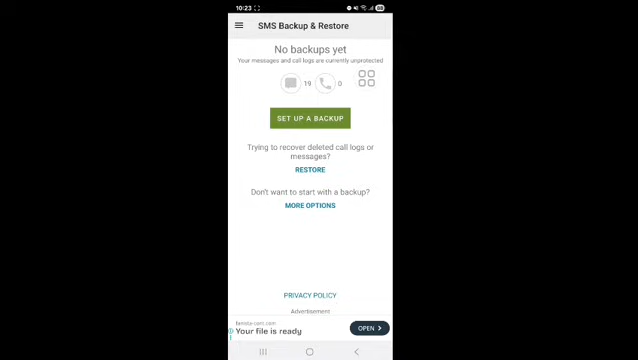 10:23
SMS Backup & Restore
No backups yet
Your messages and call logs are currently unprotected
19 0
SET UP A BACKUP
Trying to recover deleted call logs or
messages?
RESTORE
Don't want to start with a backup?
MORE OPTIONS
PRIVACY POLICY
Advertisement
Your file is ready
OPEN